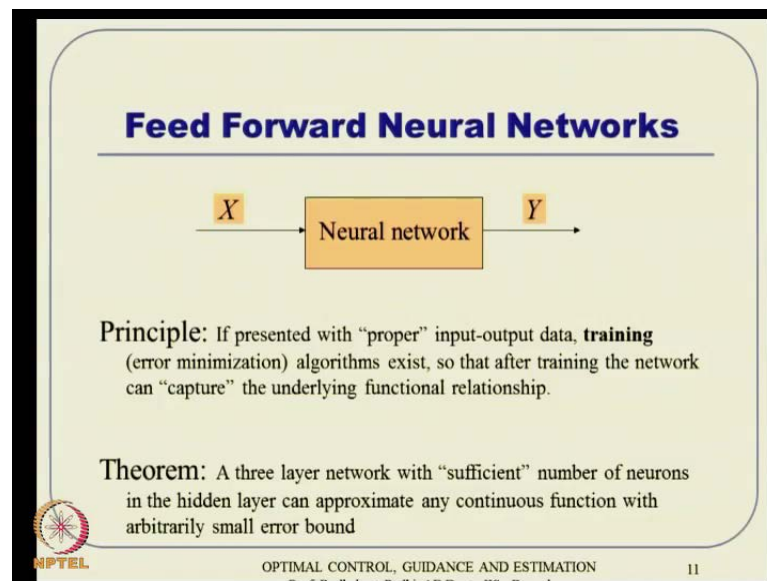 Feed Forward Neural Networks
X
Neural network
Y
Principle: If presented with “proper” input-output data, training
(error minimization) algorithms exist, so that after training the network
can “capture” the underlying functional relationship.
Theorem: A three layer network with “sufficient” number of neurons
in the hidden layer can approximate any continuous function with
arbitrarily small error bound
NPTEL
OPTIMAL CONTROL, GUIDANCE AND ESTIMATION
11